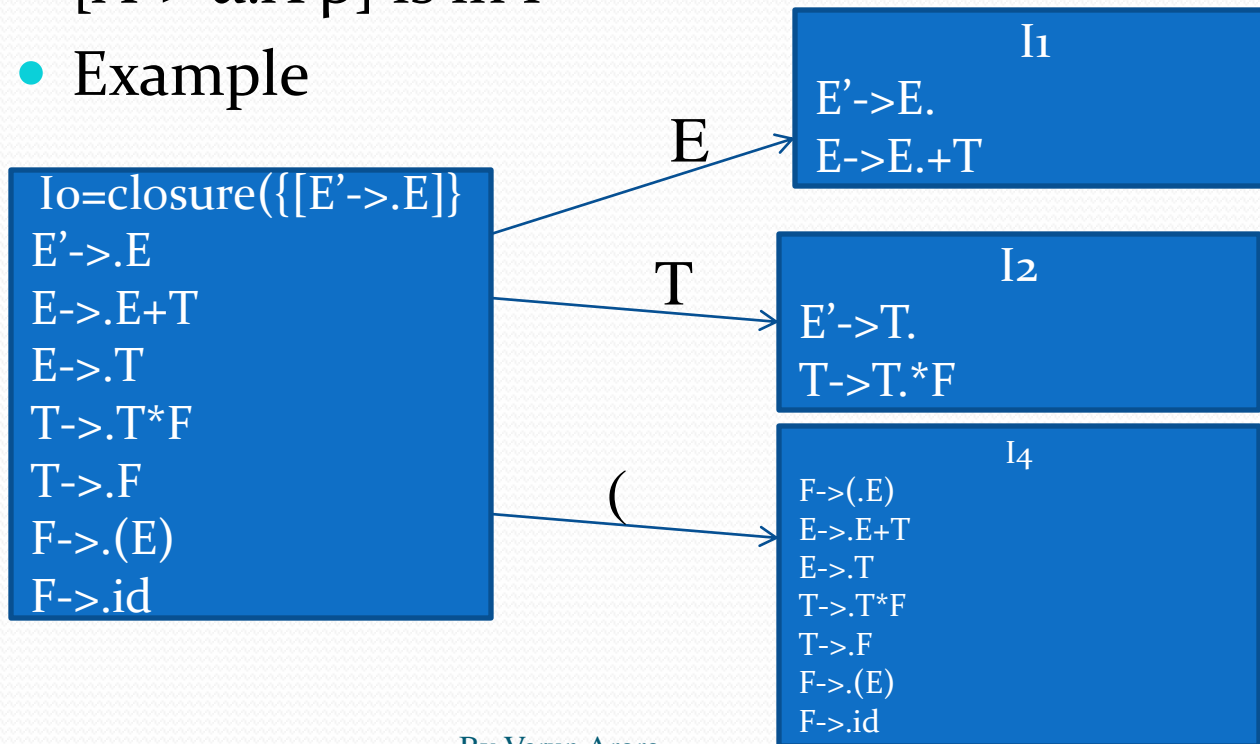 • Example
E
I1
E'->E.
E->E.+T
Io=closure({[E'->.E]}
E'->.E
E->.E+T
E->.T
T->.T*F
T->.F
F->.(E)
F->.id
T
I2
E'->T.
T->T.*F
(
I4
F->(.E)
E->.E+T
E->.T
T->.T*F
T->.F
F->.(E)
F->.id